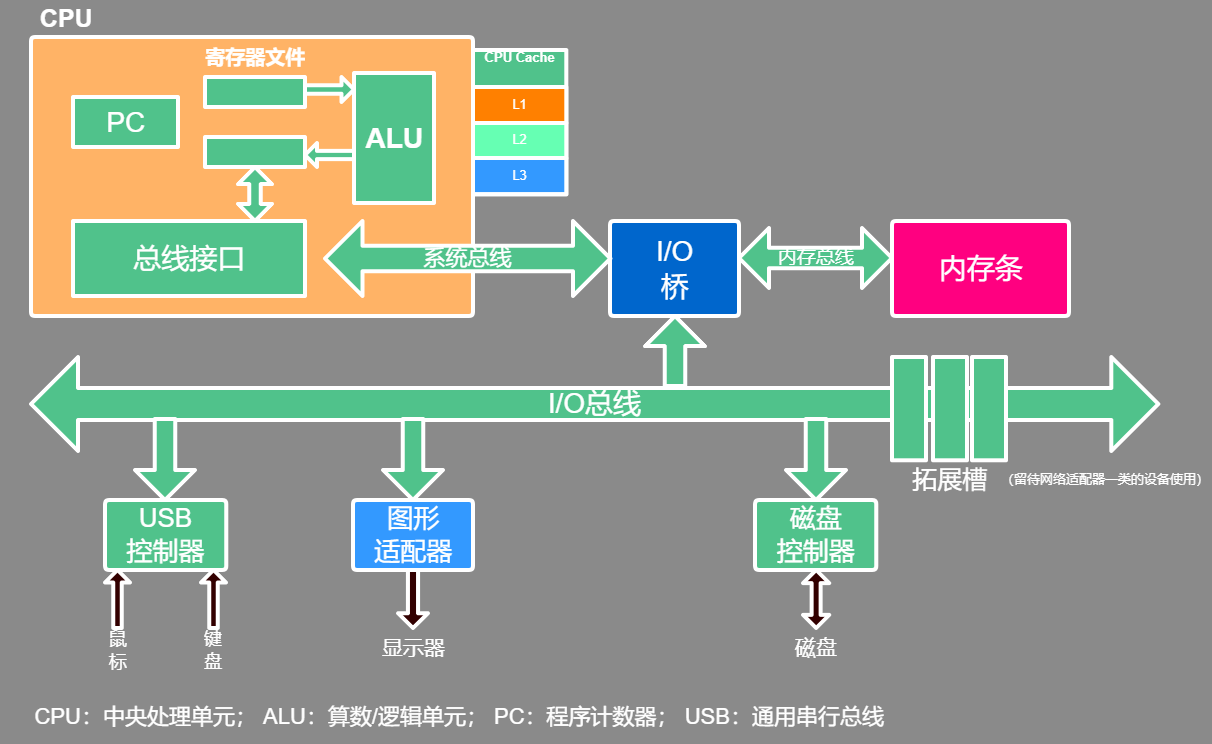 CPU
寄存器文件
CPU Cache
PC
L1
ALU
L2
L3
总线接口
系统总线
I/O
桥
内存总线
内存条
I/O总线
拓展槽
(留待网络适配器一类的设备使用)
USB
控制器
图形
适配器
磁盘
控制器
鼠
标
键
盘
显示器
磁盘
CPU：中央处理单元； ALU：算数/逻辑单元； PC：程序计数器； USB：通用串行总线